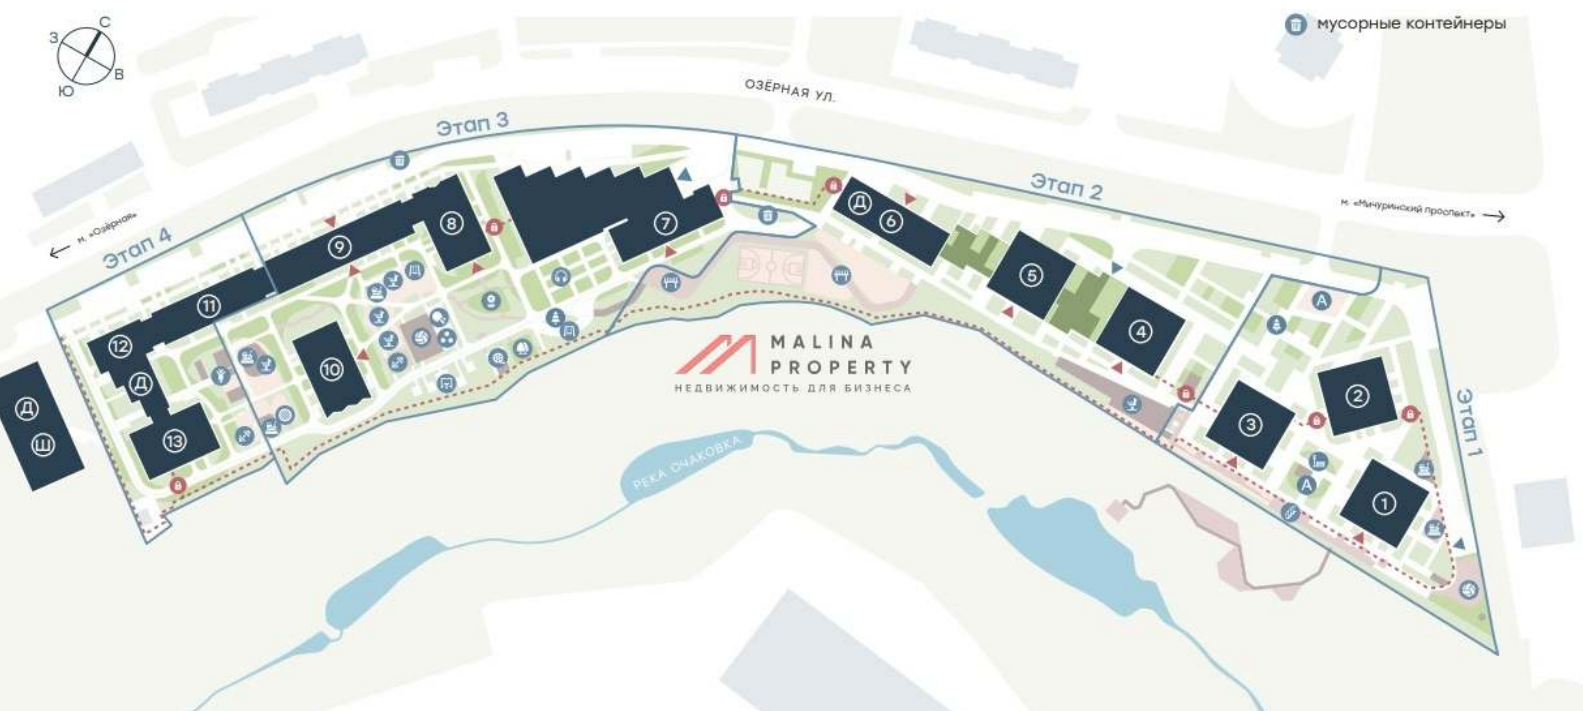 мусорные контейнеры
С
З
В
Ю
ОЗЁРНАЯ УЛ.
Этап 3
Этап 2
м. «Мичуринский проспект»
м. «Озёрная»
Этап 4
Этап 1
Д
6
8
7
9
5
11
4
12
10
Д
2
3
13
Д
Ш
1
А
А
MALINA
PROPERTY
НЕДВИЖИМОСТЬ ДЛЯ БИЗНЕСА
РЕКА ОЧАКОВКА